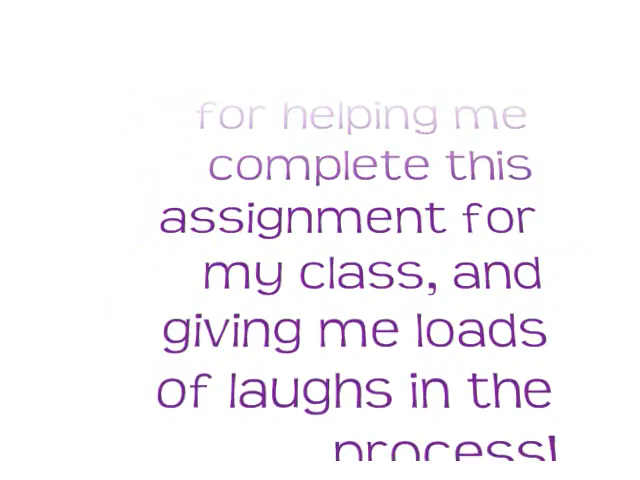 for helping me
complete this
assignment for
my class, and
giving me loads
of laughs in the
process!